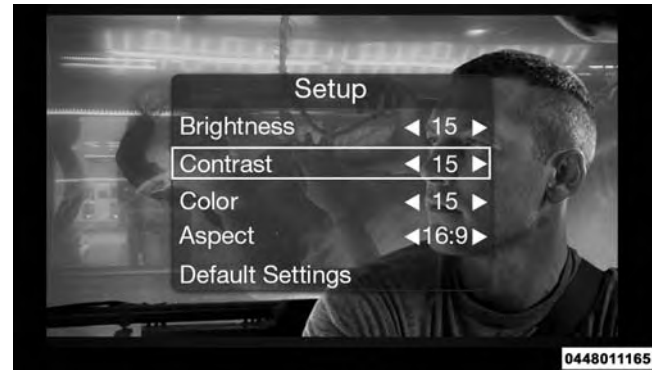 Setup
Brightness ◀ 15 ▶
Contrast ◀ 15 ▶
Color ◀ 15 ▶
Aspect ◀16:9▶
Default Settings
0448011165